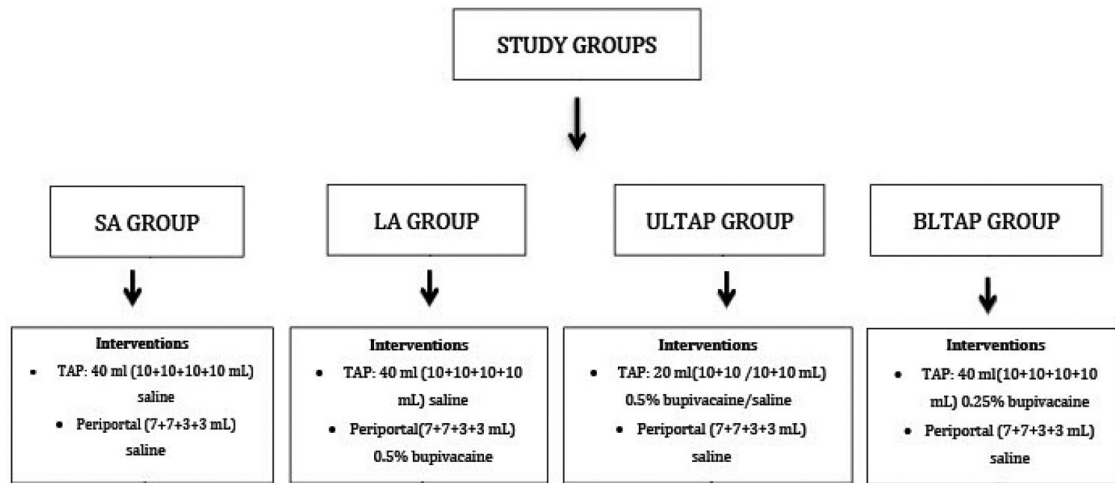 STUDY GROUPS
SA GROUP
LA GROUP
ULTAP GROUP
BLTAP GROUP
Interventions
• TAP: 40 ml (10+10+10+10 mL)
saline
• Periportal (7+7+3+3 mL)
saline
Interventions
• TAP: 40 ml (10+10+10+10
mL) saline
• Periportal(7+7+3+3 mL)
0.5% bupivacaine
Interventions
• TAP: 20 ml(10+10 /10+10 mL)
0.5% bupivacaine/saline
• Periportal (7+7+3+3 mL)
saline
Interventions
• TAP: 40 ml(10+10+10+10
mL) 0.25% bupivacaine
• Periportal (7+7+3+3 mL)
saline